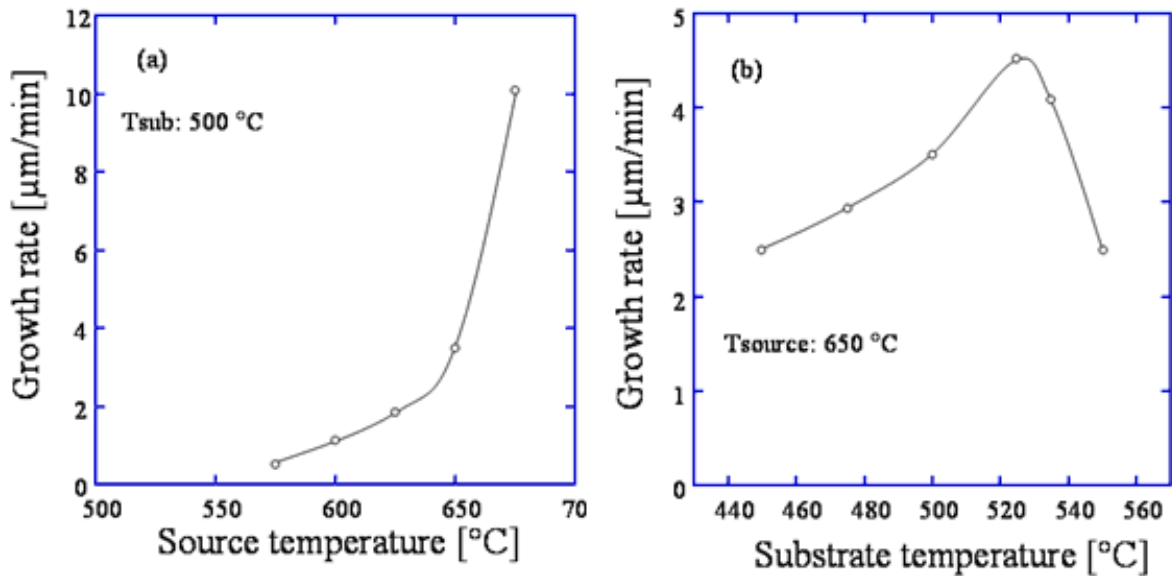 12
10
8
6
4
2
0
Growth rate [µm/min]
(a)
Tsub: 500 °C
500 550 600 650 70
Source temperature [°C]
5
4
3
2
1
0
Growth rate [µm/min]
(b)
Tsource: 650 °C
440 460 480 500 520 540 560
Substrate temperature [°C]